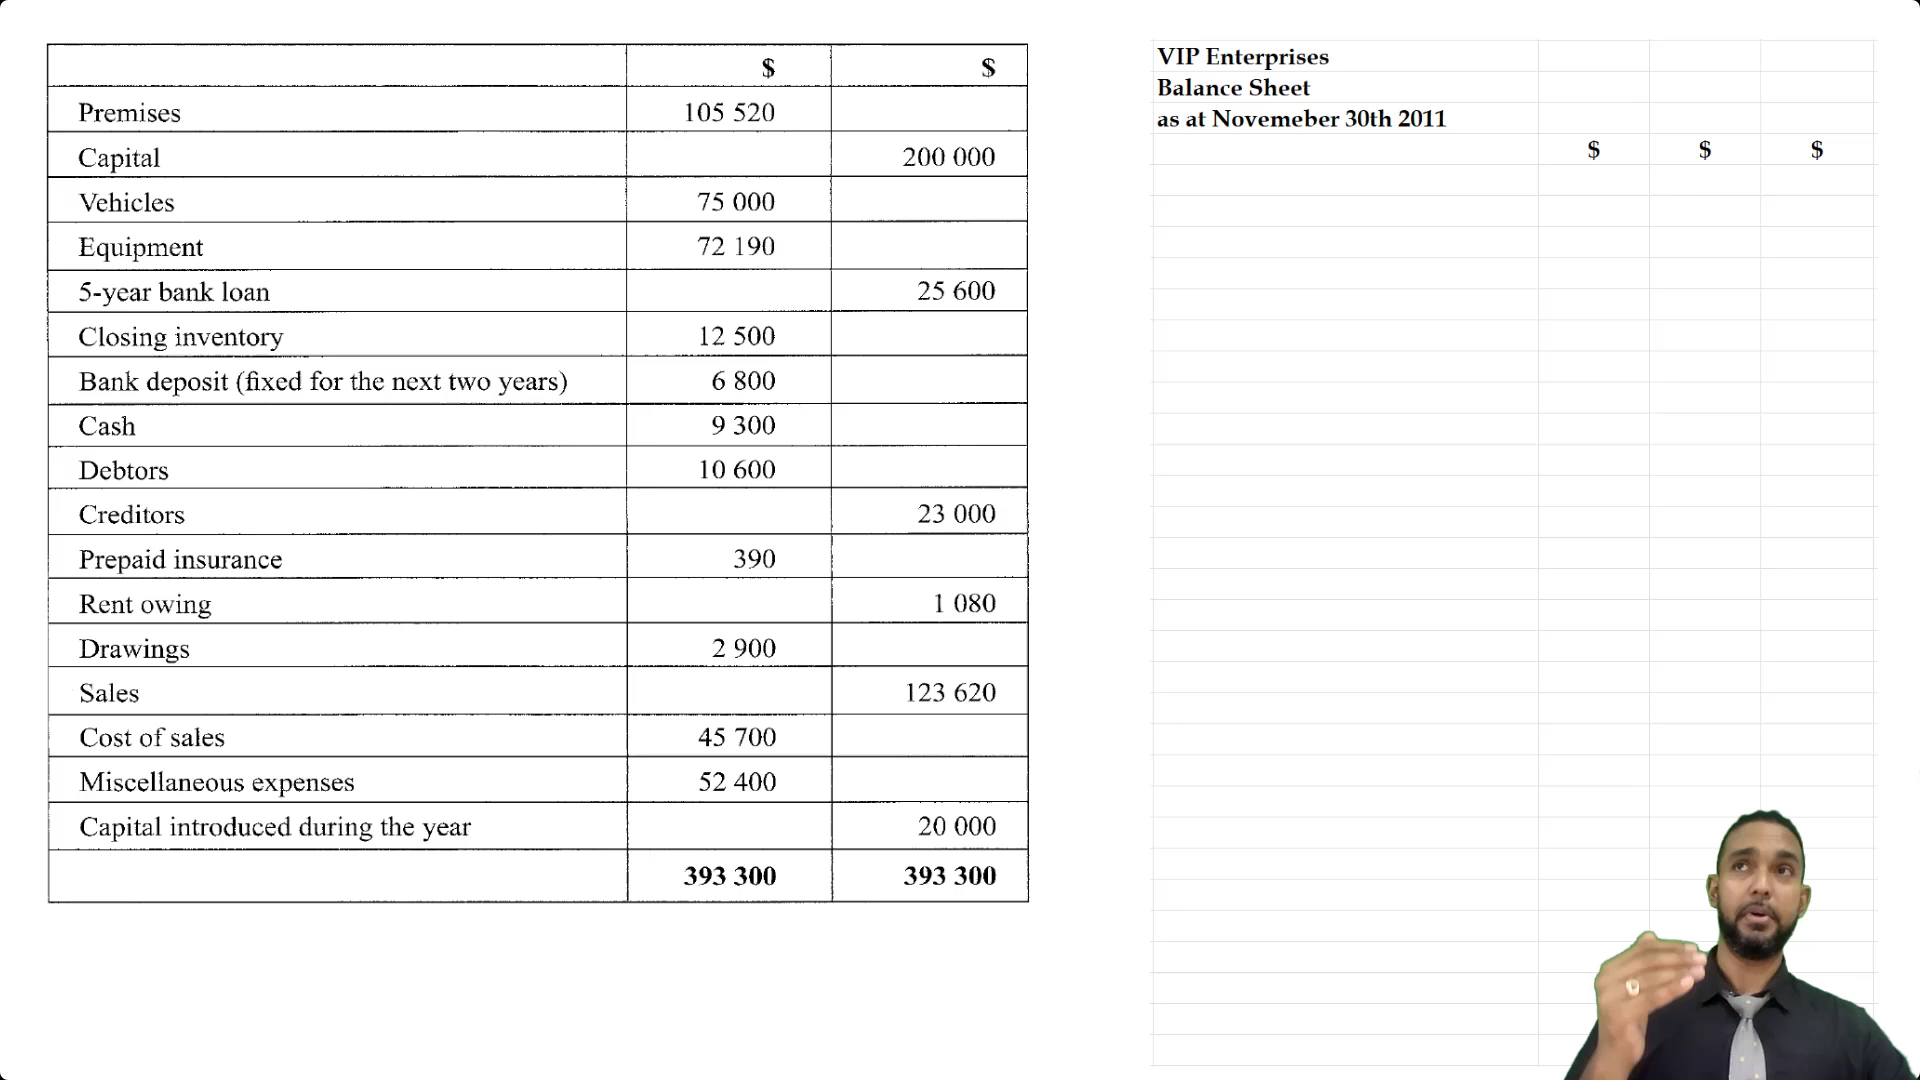 $ $
Premises 105 520
Capital 200 000
Vehicles 75 000
Equipment 72 190
5-year bank loan 25 600
Closing inventory 12 500
Bank deposit (fixed for the next two years) 6 800
Cash 9 300
Debtors 10 600
Creditors 23 000
Prepaid insurance 390
Rent owing 1 080
Drawings 2 900
Sales 123 620
Cost of sales 45 700
Miscellaneous expenses 52 400
Capital introduced during the year 20 000
393 300 393 300
VIP Enterprises
Balance Sheet
as at Novemeber 30th 2011
$ $ $